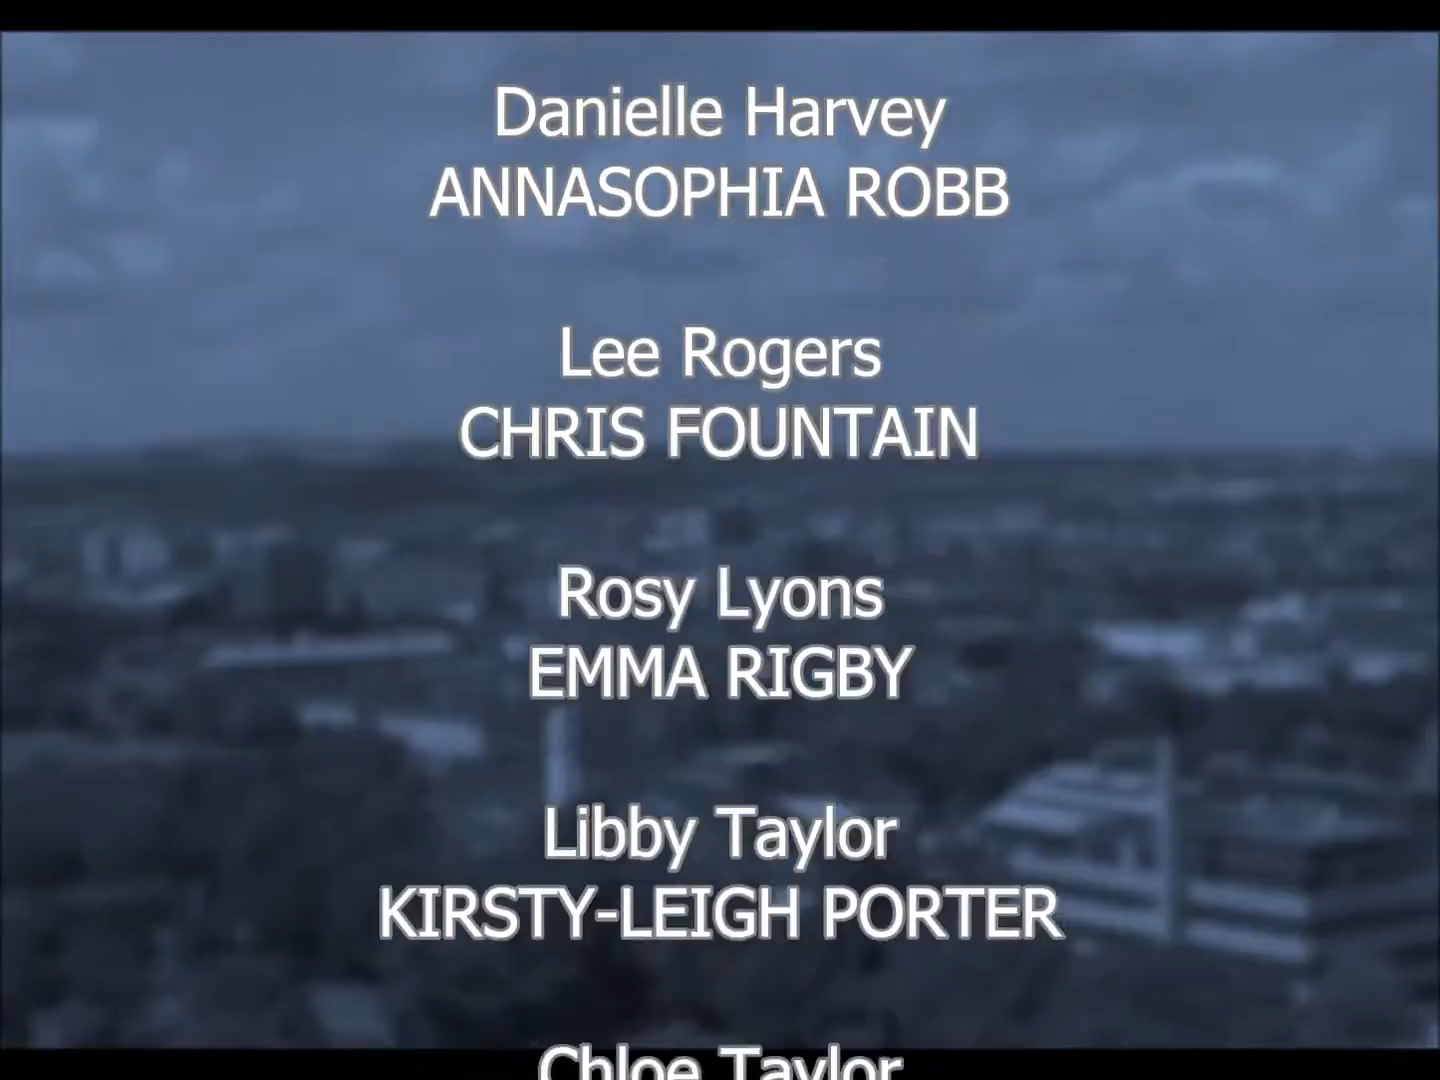 Danielle Harvey
ANNASOPHIA ROBB
Lee Rogers
CHRIS FOUNTAIN
Rosy Lyons
EMMA RIGBY
Libby Taylor
KIRSTY-LEIGH PORTER
Chloe Taylor